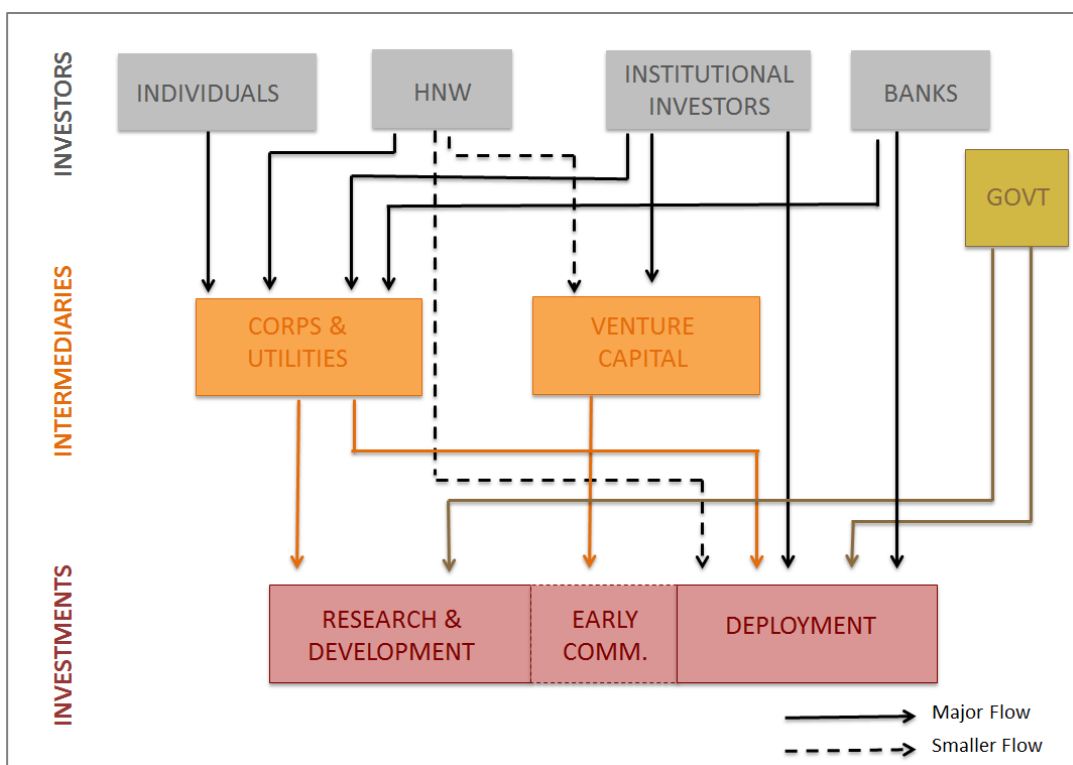 INVESTORS
INDIVIDUALS
HNW
INSTITUTIONAL
INVESTORS
BANKS
GOVT
INTERMEDIARIES
CORPS &
UTILITIES
VENTURE
CAPITAL
INVESTMENTS
RESEARCH &
DEVELOPMENT
EARLY
COMM.
DEPLOYMENT
Major Flow
Smaller Flow